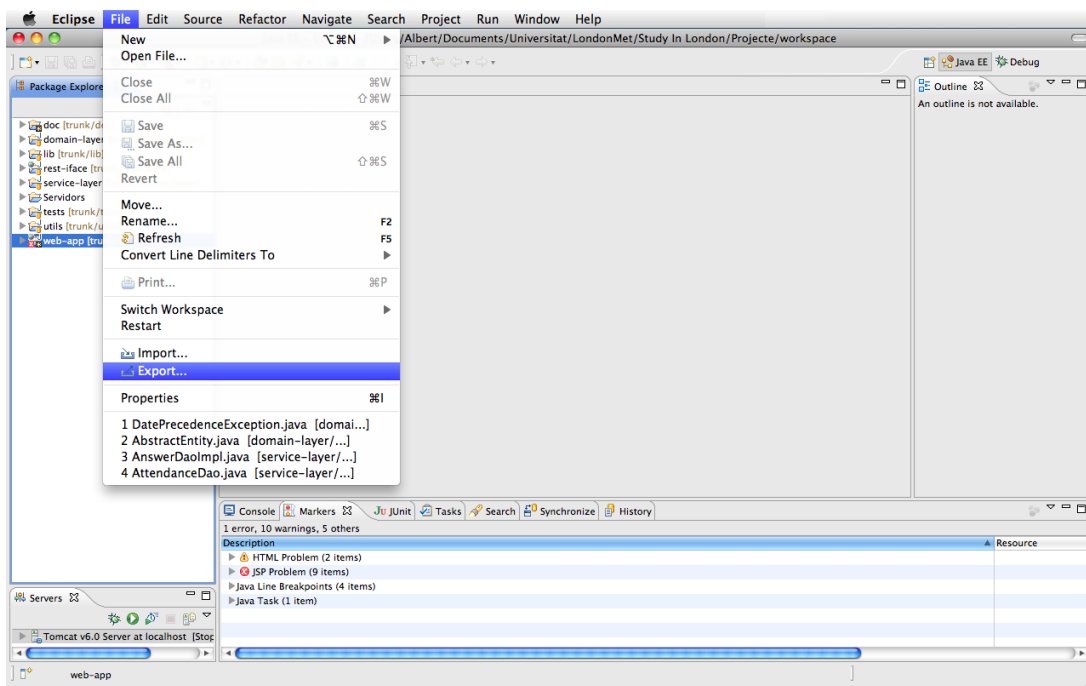 Eclipse File Edit Source Refactor Navigate Search Project Run Window Help
/Albert/Documents/Universitat/LondonMet/Study In London/Projecte/workspace
New ⌥⌘N
Open File...
Close ⌘W
Close All ⇧⌘W
Save ⌘S
Save As...
Save All ⇧⌘S
Revert
Move...
Rename... F2
Refresh F5
Convert Line Delimiters To
Print... ⌘P
Switch Workspace
Restart
Import...
Export...
Properties ⌘I
1 DatePrecedenceException.java [domai...]
2 AbstractEntity.java [domain-layer/...]
3 AnswerDaoImpl.java [service-layer/...]
4 AttendanceDao.java [service-layer/...]
Java EE Debug
Package Explore
doc [trunk/d
domain-layer
lib [trunk/lib]
rest-iface [tru
service-layer
Servidors
tests [trunk/t
utils [trunk/u
web-app [tru
Outline
An outline is not available.
Console Markers JUnit Tasks Search Synchronize History
1 error, 10 warnings, 5 others
Description Resource
HTML Problem (2 items)
JSP Problem (9 items)
Java Line Breakpoints (4 items)
Java Task (1 item)
Servers
Tomcat v6.0 Server at localhost [Stop
web-app